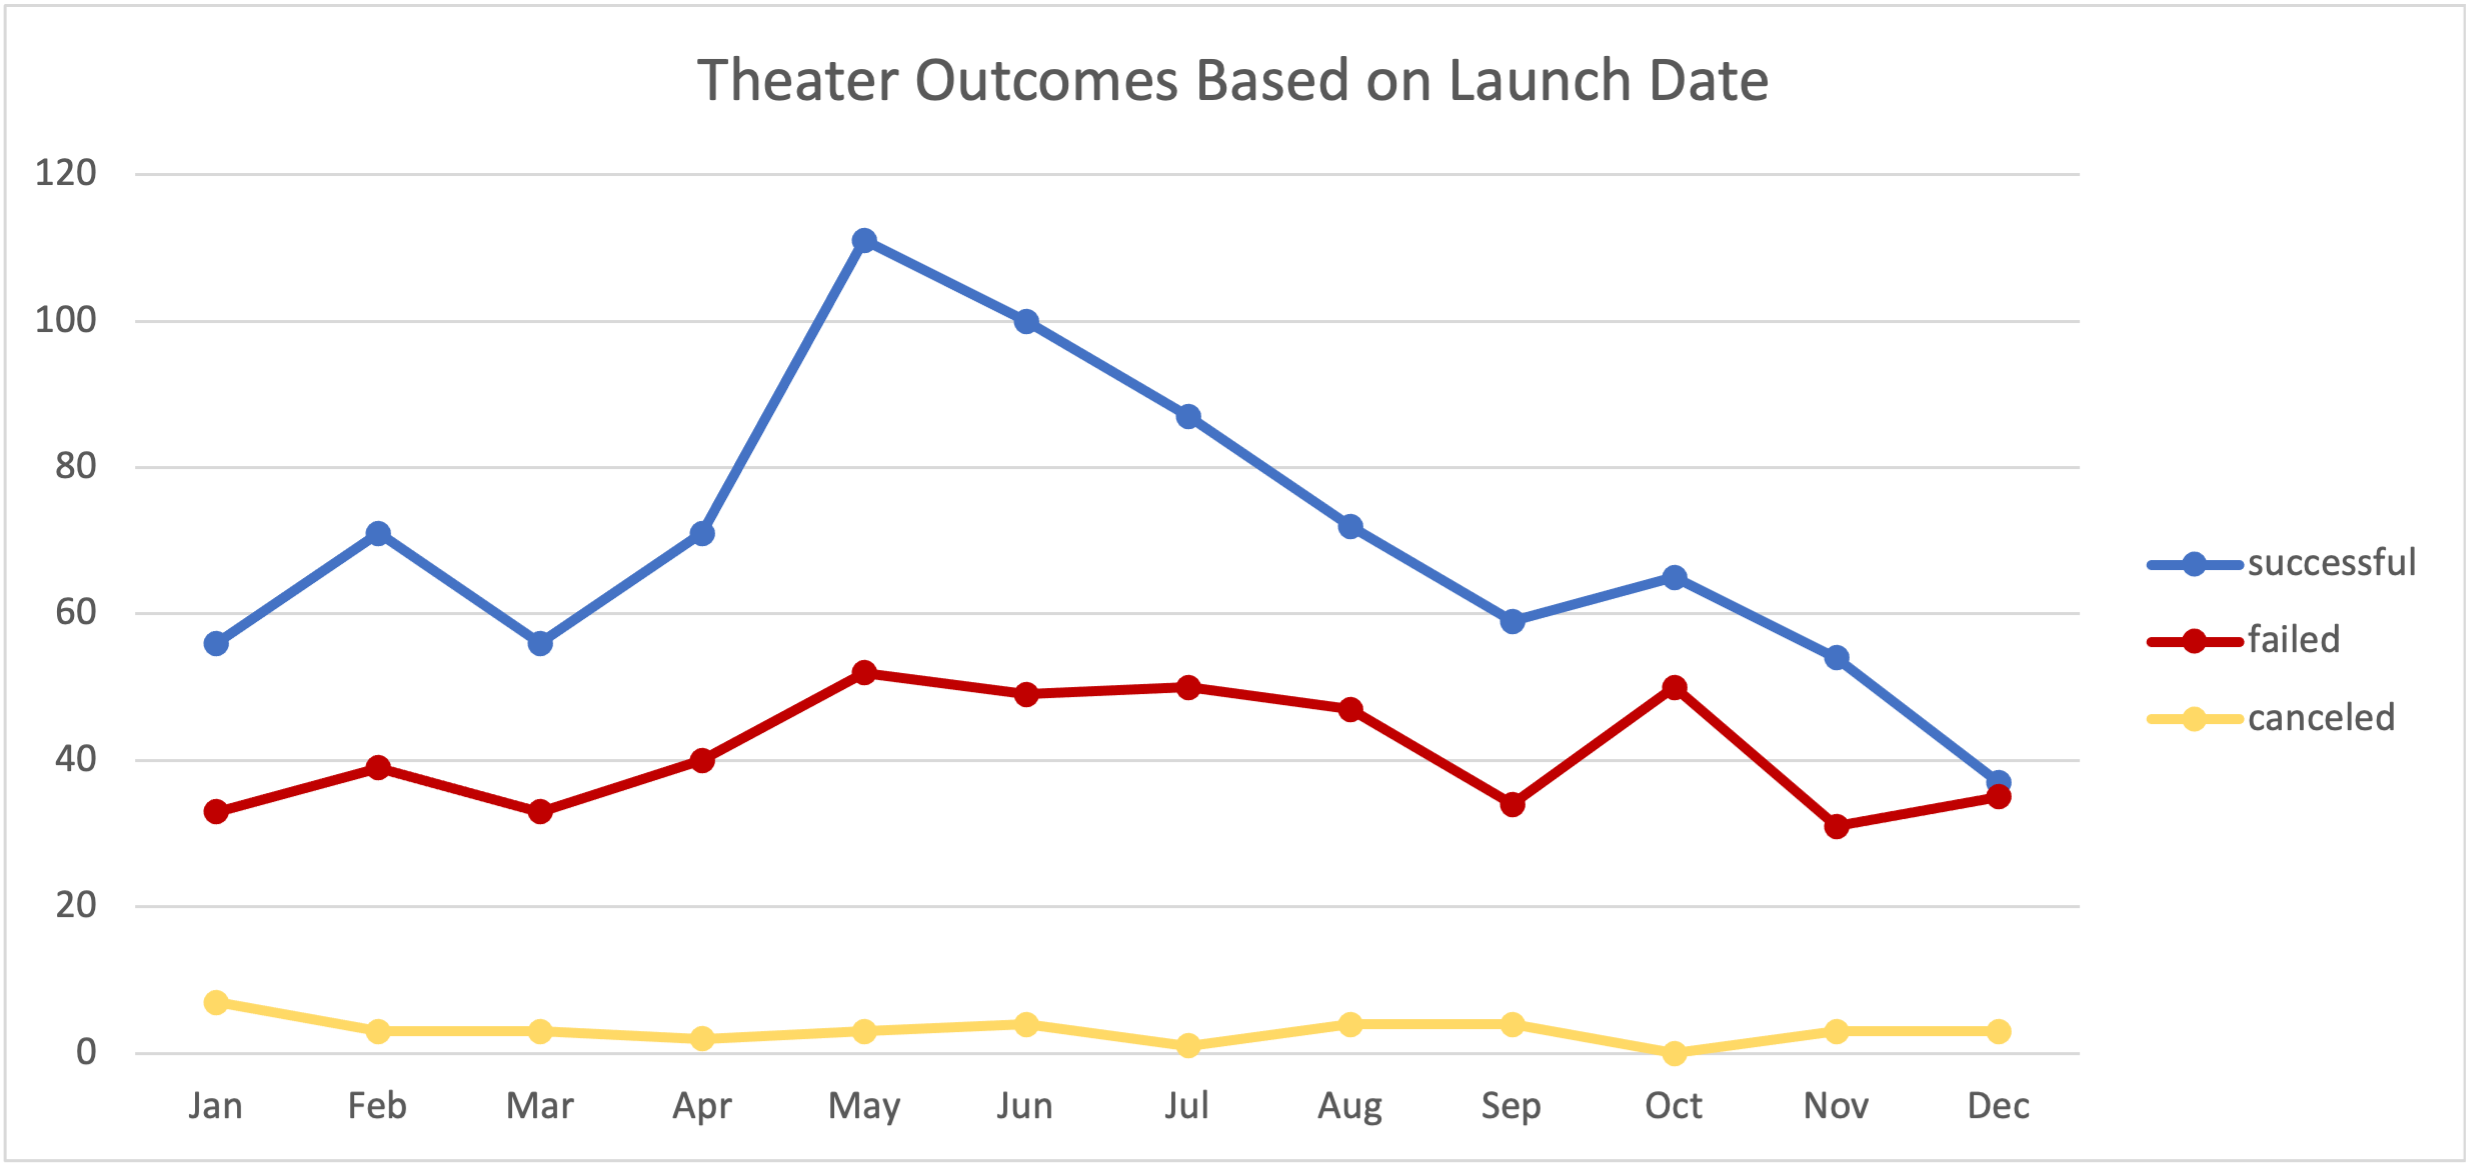 Theater Outcomes Based on Launch Date
120
100
80
60
40
20
0
Jan Feb Mar Apr May Jun Jul Aug Sep Oct Nov Dec
successful
failed
canceled